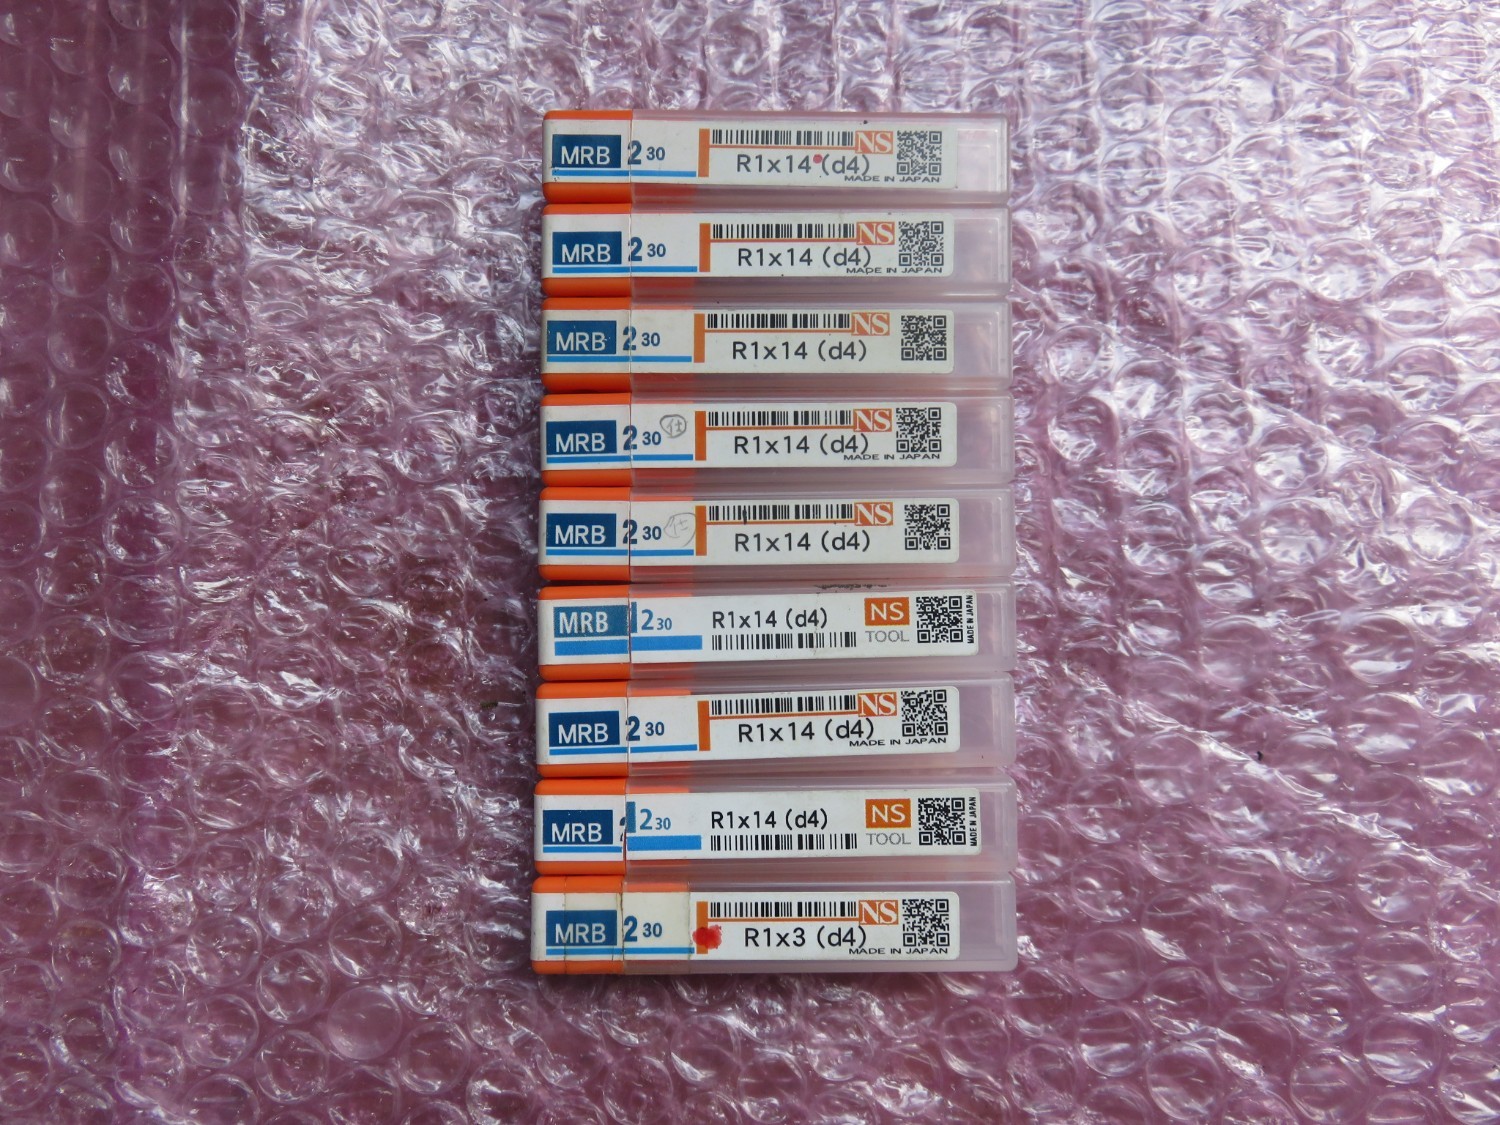 MRB 2 30 NS
R1x14 (d4)
MADE IN JAPAN
MRB 2 30 NS
R1x14 (d4)
MADE IN JAPAN
MRB 2 30 NS
R1x14 (d4)
MRB 2 30 仕 NS
R1x14 (d4)
MADE IN JAPAN
MRB 2 30 仕 NS
R1x14 (d4)
MRB 2 30 R1x14 (d4) NS
TOOL
MADE IN JAPAN
MRB 2 30 NS
R1x14 (d4)
MADE IN JAPAN
MRB 2 30 R1x14 (d4) NS
TOOL
MADE IN JAPAN
MRB 2 30 NS
R1x3 (d4)
MADE IN JAPAN